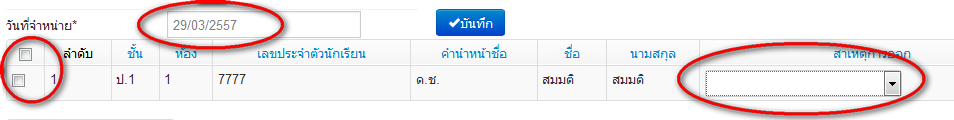 วันที่จำหน่าย* 29/03/2557 บันทึก
ลำดับ ชั้น ห้อง เลขประจำตัวนักเรียน คำนำหน้าชื่อ ชื่อ นามสกุล สาเหตุการออก
1 ป.1 1 7777 ด.ช. สมมติ สมมติ